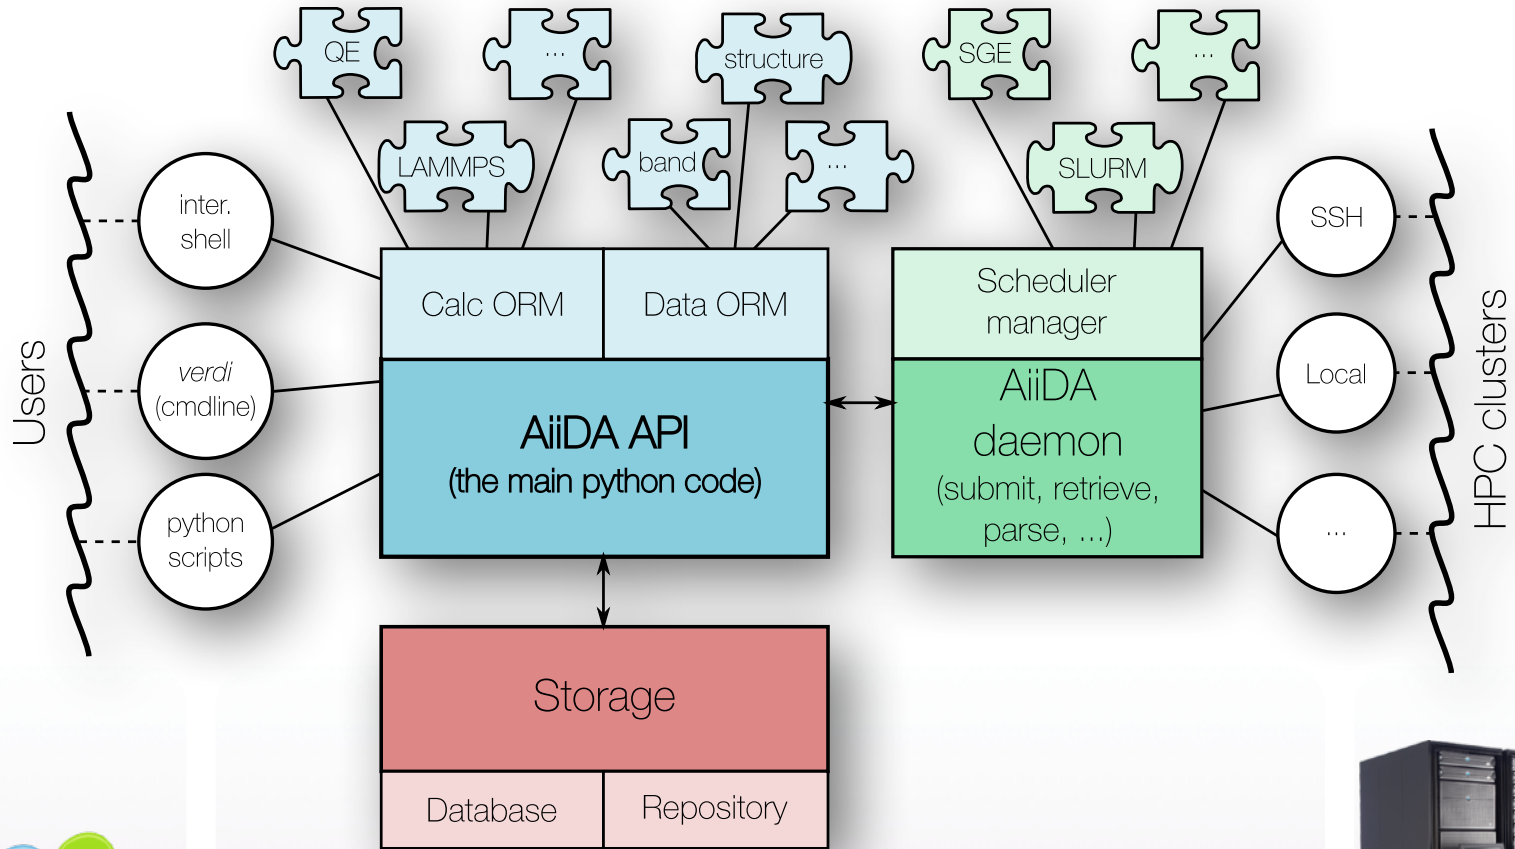 QE
...
structure
SGE
...
LAMMPS
band
...
SLURM
inter.
shell
SSH
Calc ORM
Data ORM
Scheduler
manager
Users
verdi
(cmdline)
AiiDA API
(the main python code)
AiiDA
daemon
(submit, retrieve,
parse, ...)
Local
HPC clusters
python
scripts
...
Storage
Database
Repository